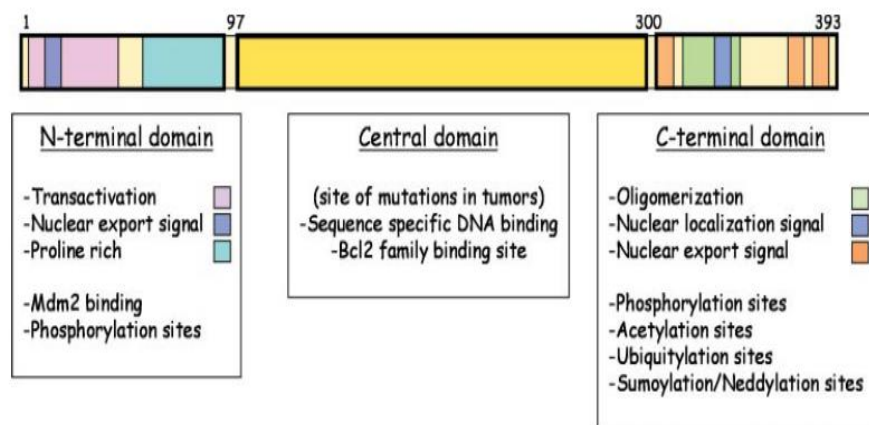 1 97 300 393
N-terminal domain
-Transactivation
-Nuclear export signal
-Proline rich
-Mdm2 binding
-Phosphorylation sites
Central domain
(site of mutations in tumors)
-Sequence specific DNA binding
-Bcl2 family binding site
C-terminal domain
-Oligomerization
-Nuclear localization signal
-Nuclear export signal
-Phosphorylation sites
-Acetylation sites
-Ubiquitylation sites
-Sumoylation/Neddylation sites